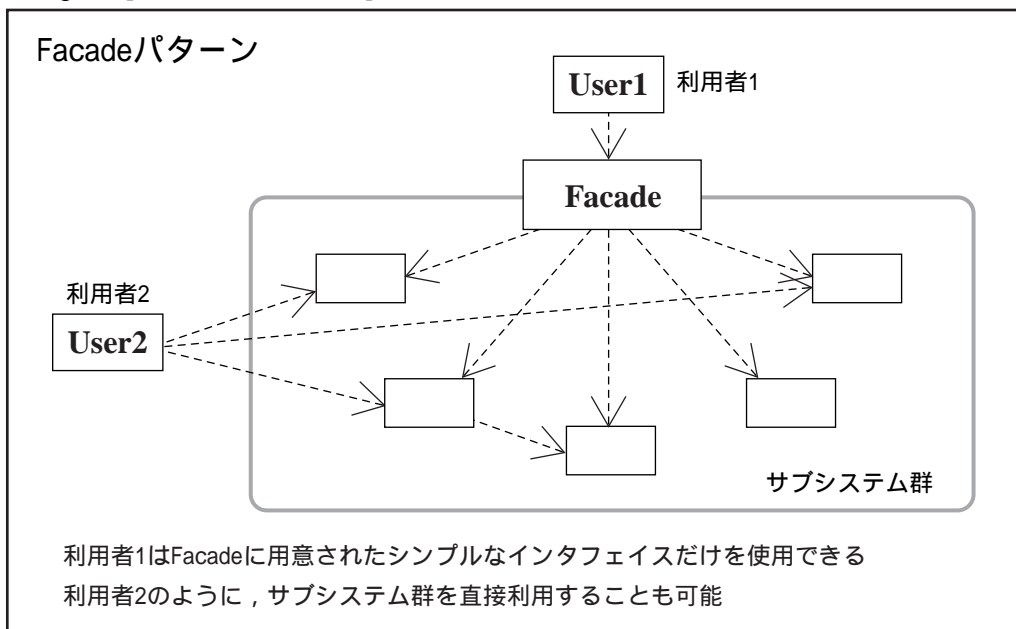 Facadeパターン
User1 利用者1
Facade
利用者2
User2
サブシステム群
利用者1はFacadeに用意されたシンプルなインタフェイスだけを使用できる
利用者2のように，サブシステム群を直接利用することも可能